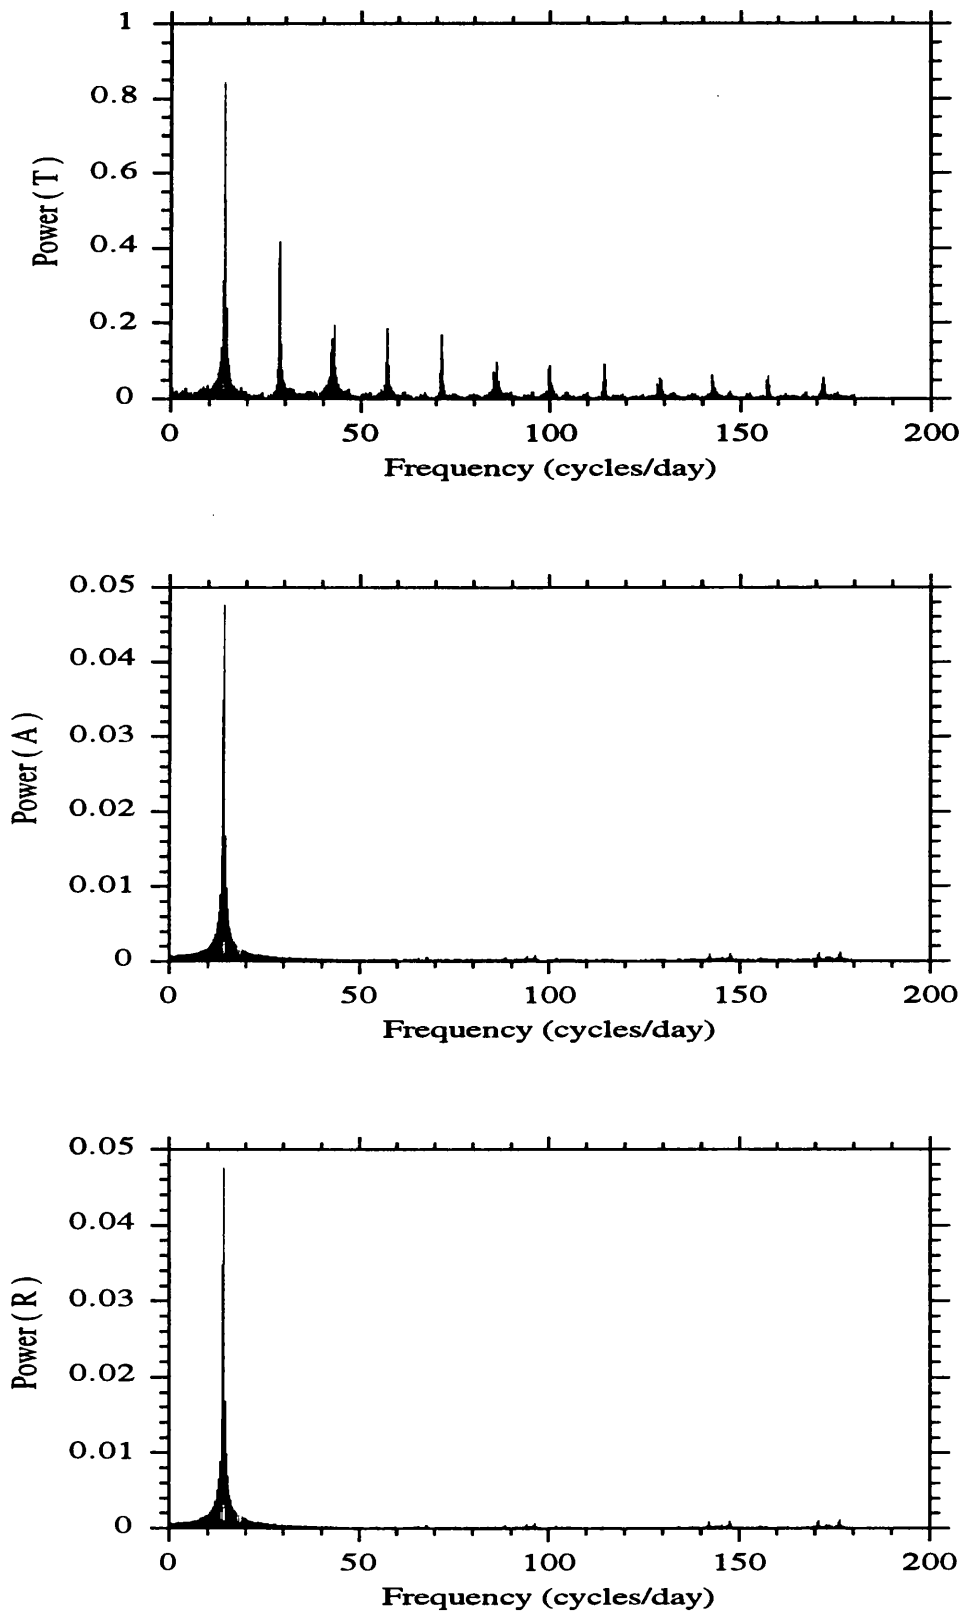 1
0.8
0.6
0.4
0.2
0
Power ( T )
0 50 100 150 200
Frequency (cycles/day)
0.05
0.04
0.03
0.02
0.01
0
Power ( A )
0 50 100 150 200
Frequency (cycles/day)
0.05
0.04
0.03
0.02
0.01
0
Power ( R )
0 50 100 150 200
Frequency (cycles/day)